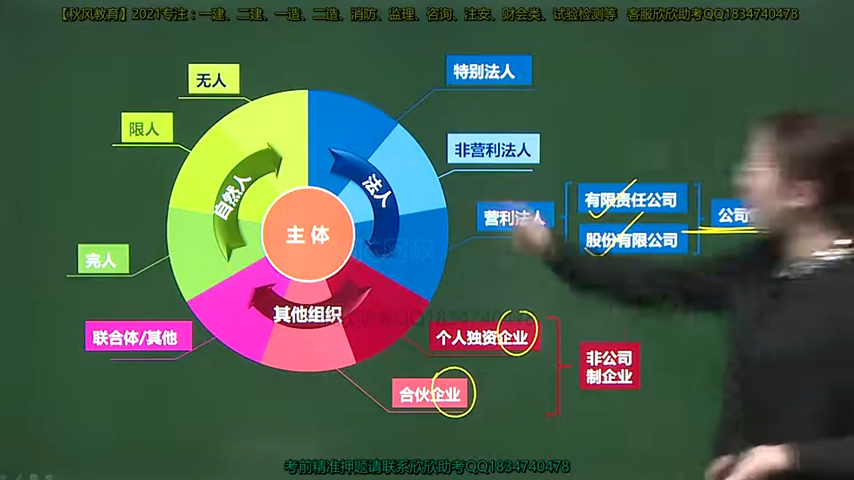 【秋风教育】2021专注：一建、二建、一造、二造、消防、监理、咨询、注安、财会类、试验检测等 客服欣欣助考QQ1834740478
无人
特别法人
限人
非营利法人
自然人
法人
有限责任公司
营利法人
公司
主体
股份有限公司
完人
其他组织
联合体/其他
个人独资企业
非公司
制企业
合伙企业
考前精准押题请联系欣欣助考QQ1834740478